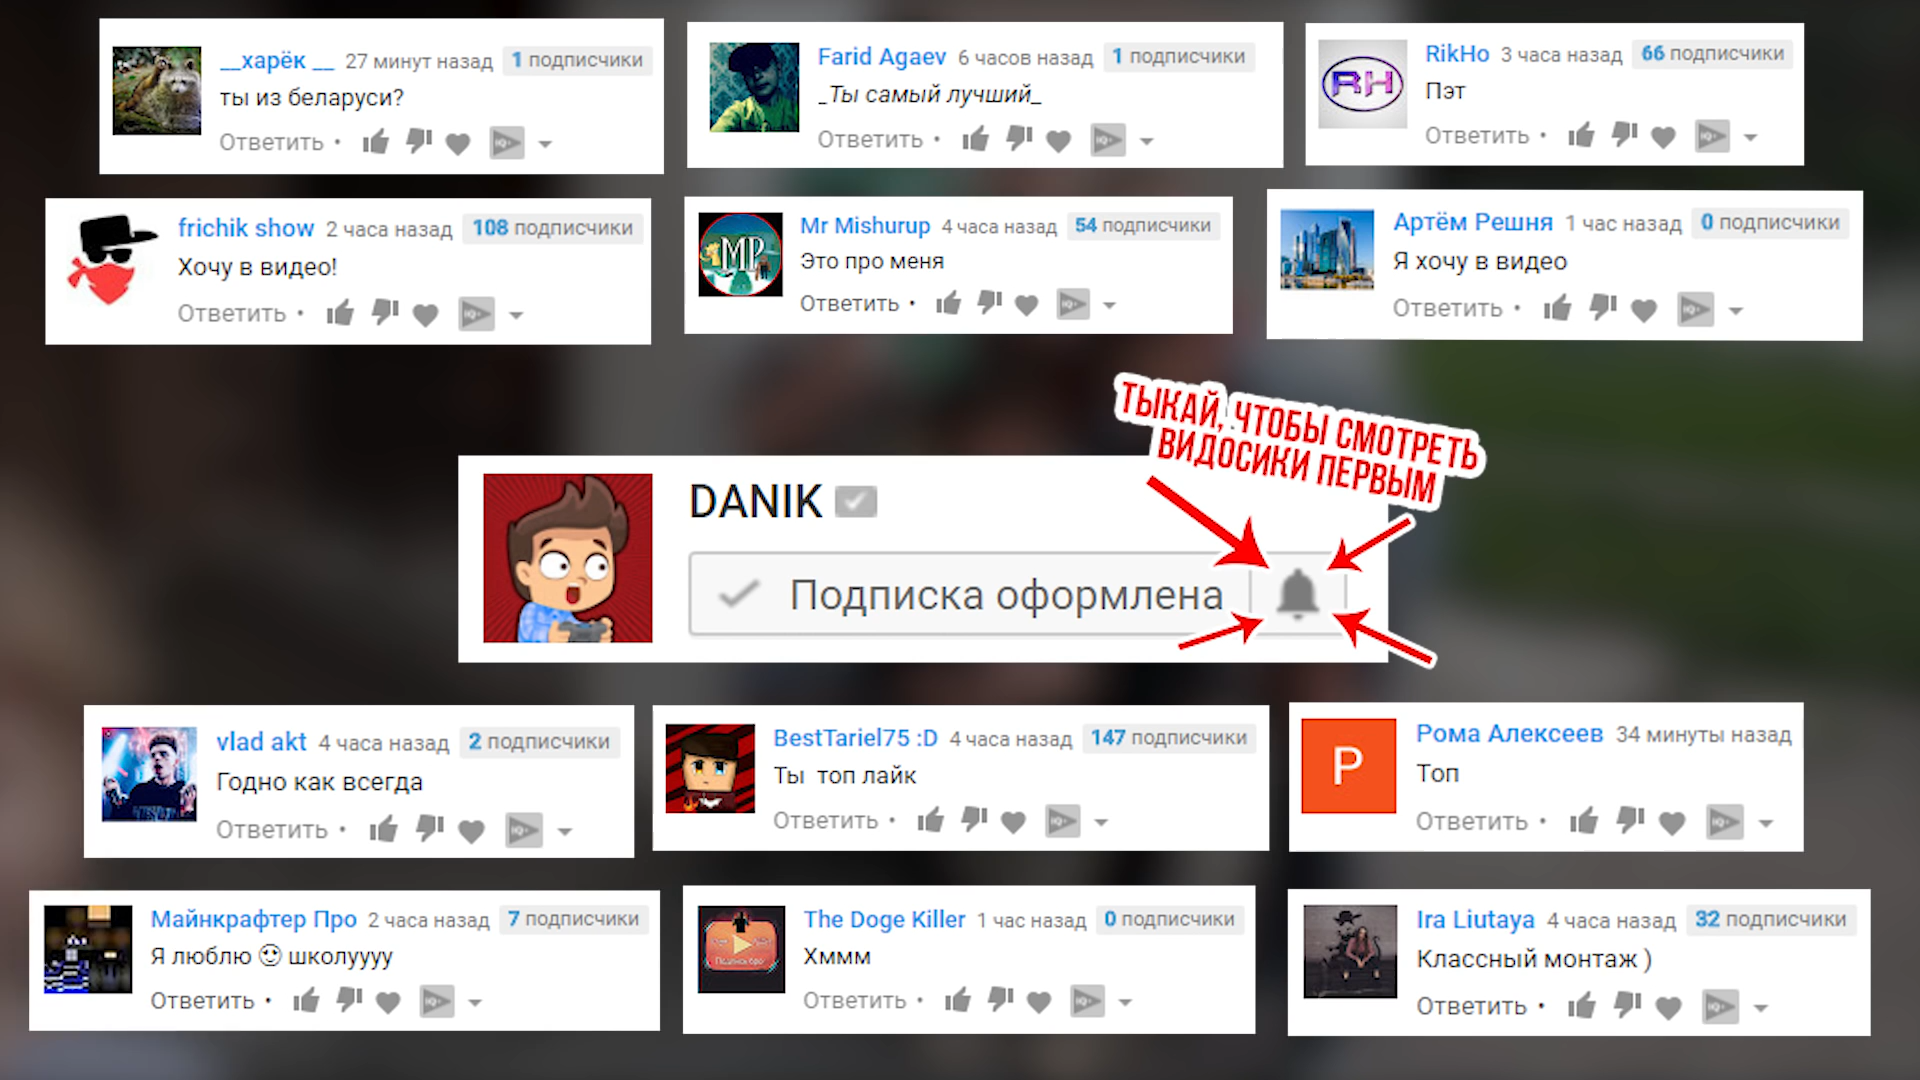 __харёк __ 27 минут назад 1 подписчики
ты из беларуси?
Ответить •
Farid Agaev 6 часов назад 1 подписчики
_Ты самый лучший_
Ответить •
RH
RikHo 3 часа назад 66 подписчики
Пэт
Ответить •
frichik show 2 часа назад 108 подписчики
Хочу в видео!
Ответить •
MP
Mr Mishurup 4 часа назад 54 подписчики
Это про меня
Ответить •
Артём Решня 1 час назад 0 подписчики
Я хочу в видео
Ответить •
ТЫКАЙ, ЧТОБЫ СМОТРЕТЬ
ВИДОСИКИ ПЕРВЫМ
DANIK
Подписка оформлена
vlad akt 4 часа назад 2 подписчики
Годно как всегда
Ответить •
BestTariel75 :D 4 часа назад 147 подписчики
Ты топ лайк
Ответить •
Р
Рома Алексеев 34 минуты назад
Топ
Ответить •
Майнкрафтер Про 2 часа назад 7 подписчики
Я люблю 🙂 школуууу
Ответить •
The Doge Killer 1 час назад 0 подписчики
Хммм
Ответить •
Ira Liutaya 4 часа назад 32 подписчики
Классный монтаж )
Ответить •